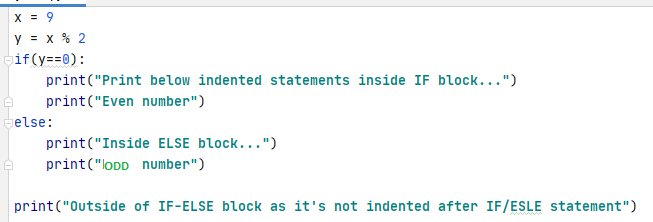 x = 9
y = x % 2
if(y==0):
    print("Print below indented statements inside IF block...")
    print("Even number")
else:
    print("Inside ELSE block...")
    print("ODD number")
print("Outside of IF-ELSE block as it's not indented after IF/ESLE statement")